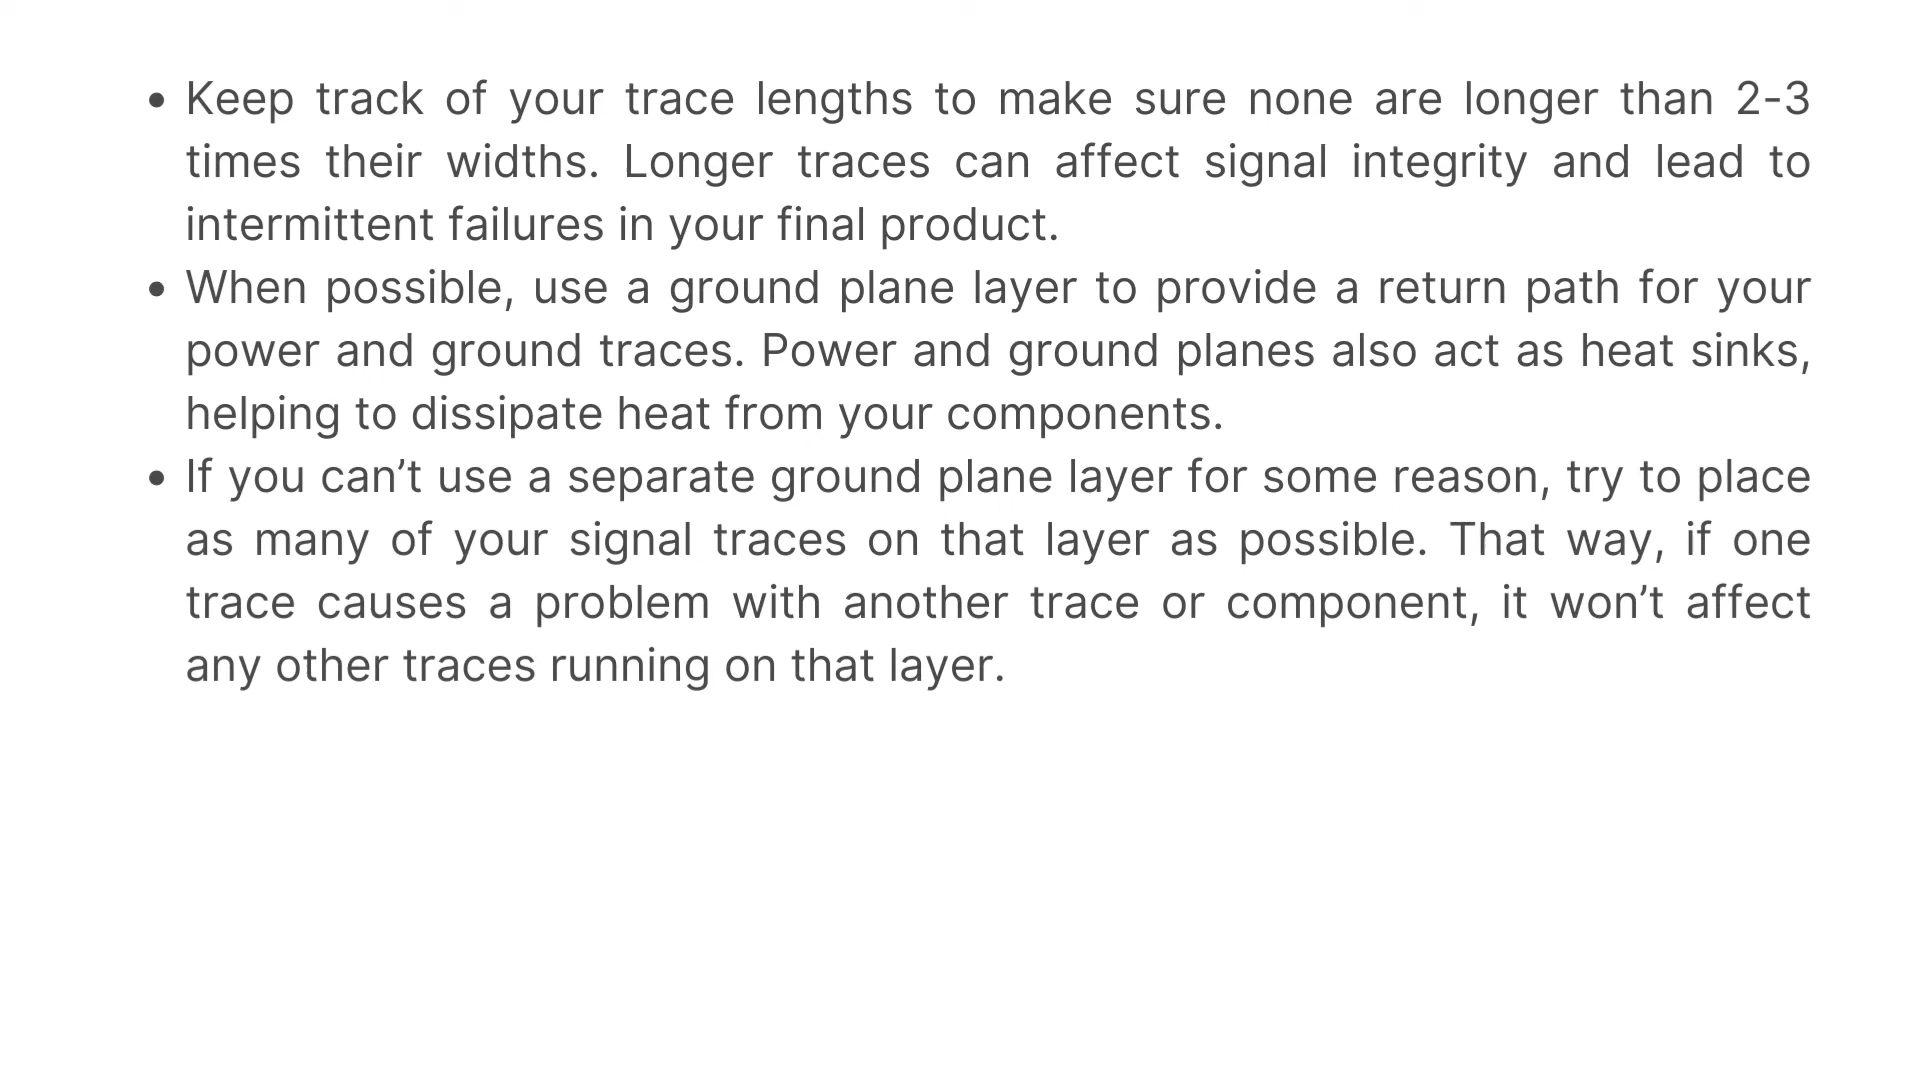 • Keep track of your trace lengths to make sure none are longer than 2-3
times their widths. Longer traces can affect signal integrity and lead to
intermittent failures in your final product.
• When possible, use a ground plane layer to provide a return path for your
power and ground traces. Power and ground planes also act as heat sinks,
helping to dissipate heat from your components.
• If you can’t use a separate ground plane layer for some reason, try to place
as many of your signal traces on that layer as possible. That way, if one
trace causes a problem with another trace or component, it won’t affect
any other traces running on that layer.